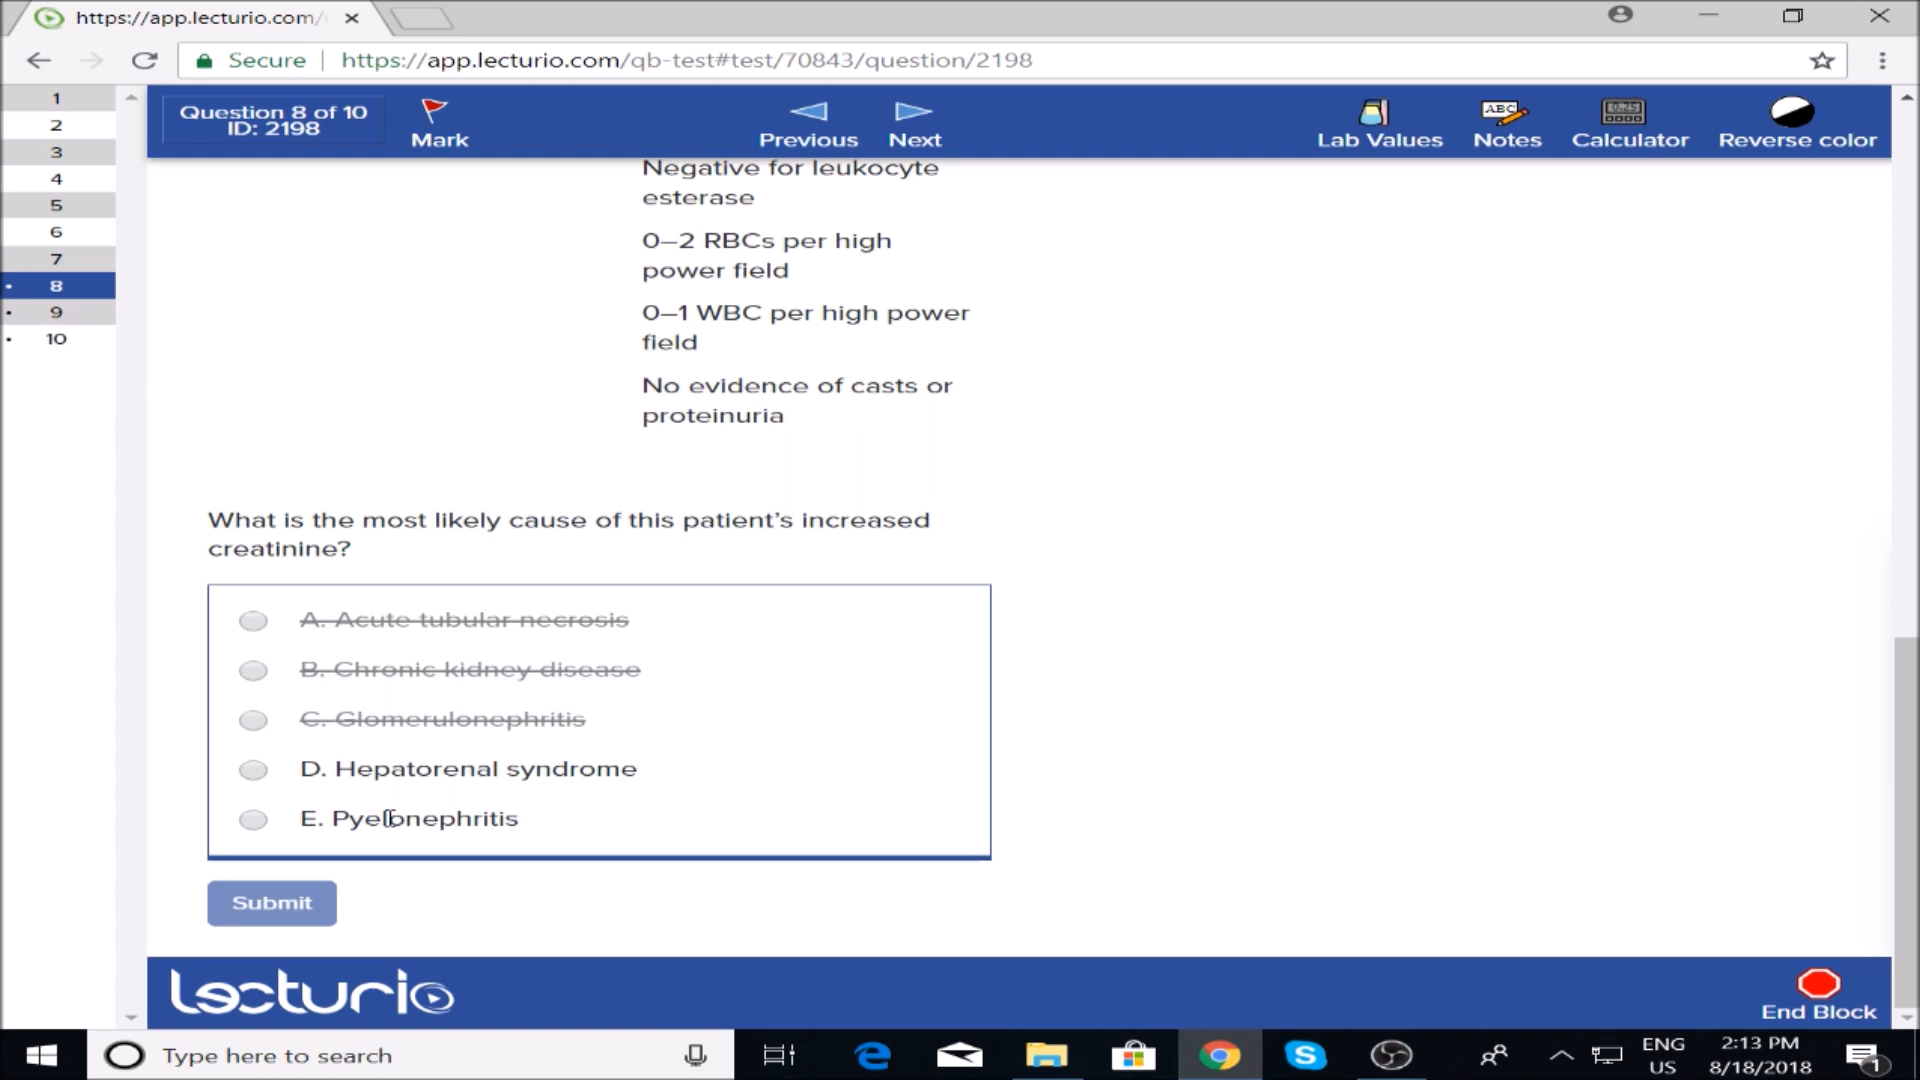 https://app.lecturio.com/
Secure
https://app.lecturio.com/qb-test#test/70843/question/2198
1
2
3
4
5
6
7
8
9
10
Question 8 of 10
ID: 2198
Mark
Previous
Next
Lab Values
ABC
Notes
0.25
Calculator
Reverse color
Negative for leukocyte
esterase
0–2 RBCs per high
power field
0–1 WBC per high power
field
No evidence of casts or
proteinuria
What is the most likely cause of this patient's increased
creatinine?
A. Acute tubular necrosis
B. Chronic kidney disease
C. Glomerulonephritis
D. Hepatorenal syndrome
E. Pyelonephritis
Submit
lecturio
End Block
Type here to search
ENG
US
2:13 PM
8/18/2018
1